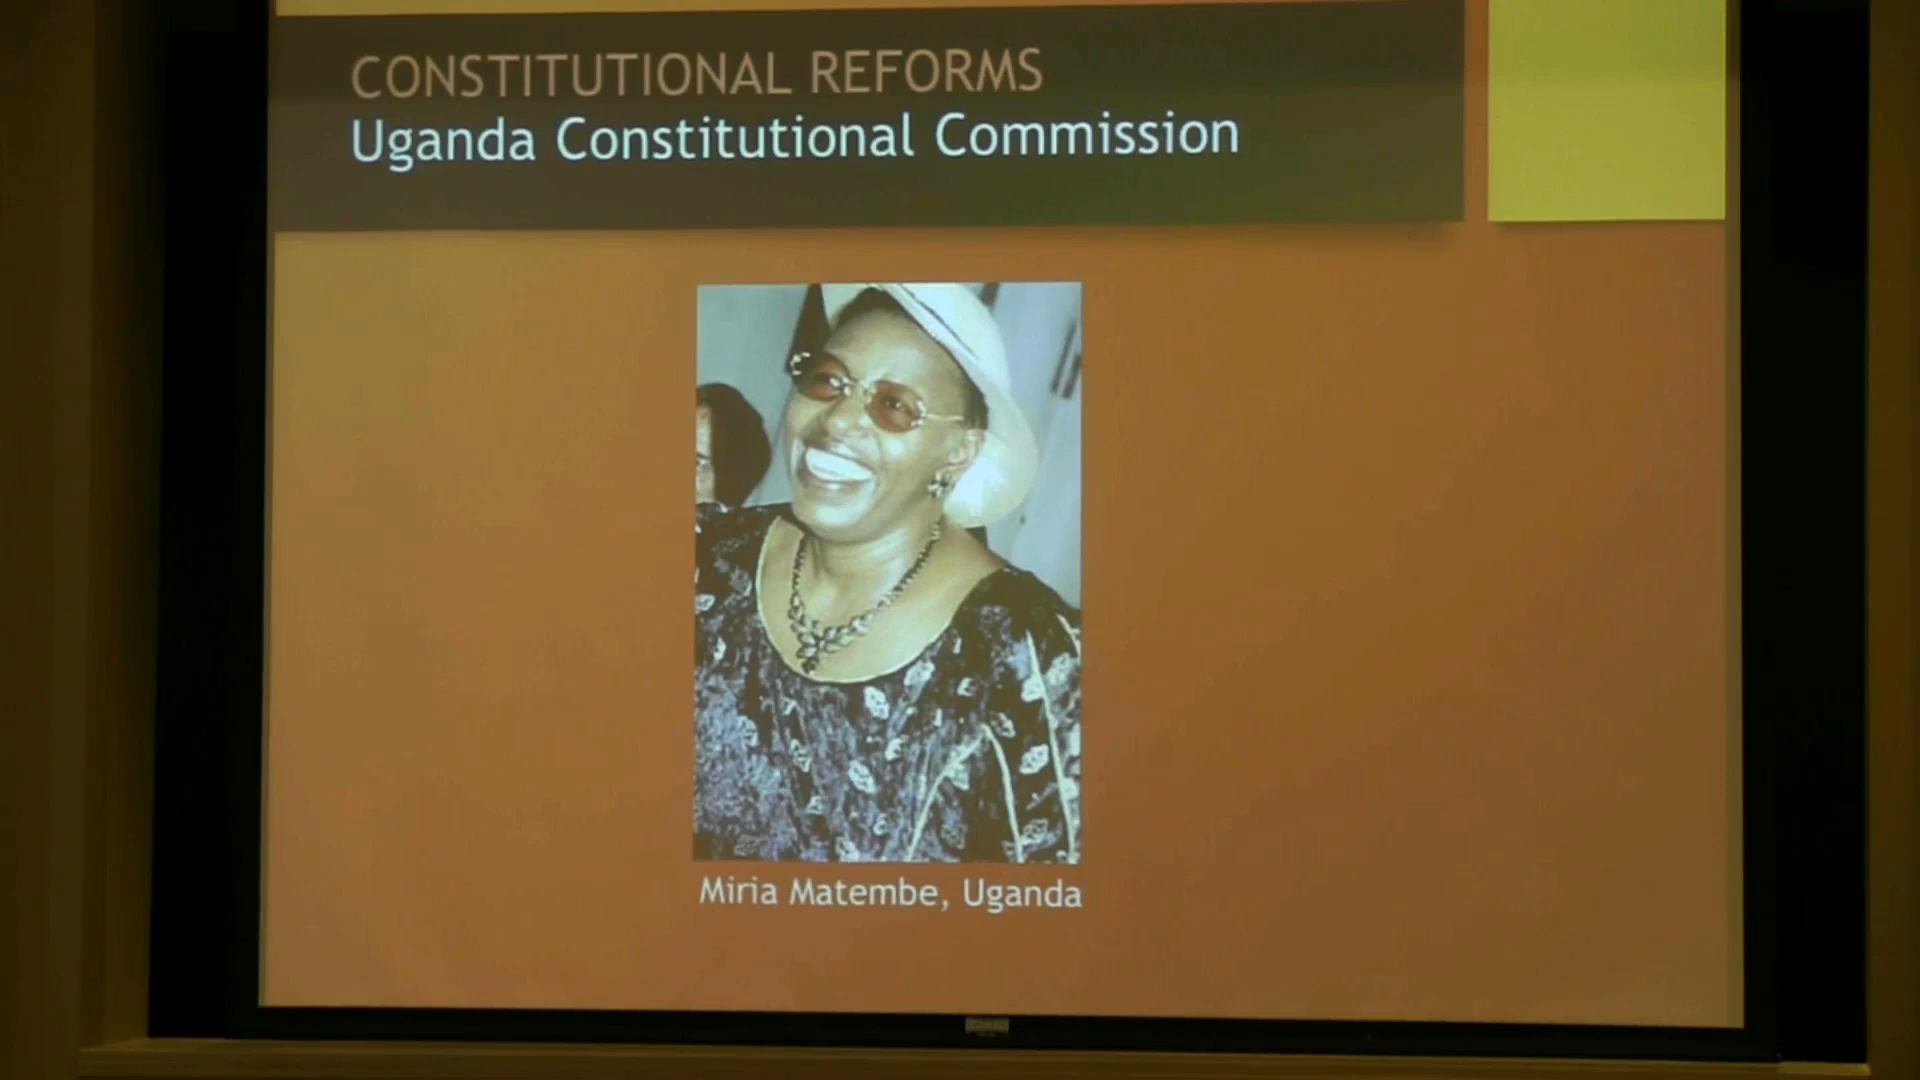 CONSTITUTIONAL REFORMS
Uganda Constitutional Commission
Miria Matembe, Uganda